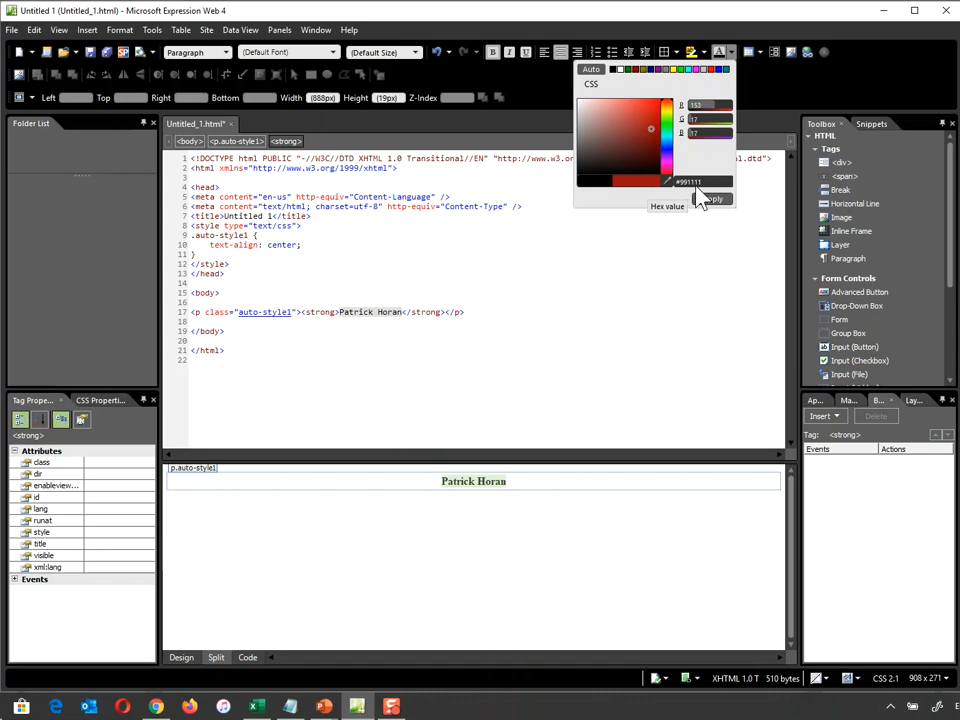 Untitled 1 (Untitled_1.html) - Microsoft Expression Web 4
File Edit View Insert Format Tools Table Site Data View Panels Window Help
Paragraph (Default Font) (Default Size) B I U A
Left Top Right Bottom Width (888px) Height (19px) Z-Index
Auto
CSS
R 153
G 17
B 17
#991111
Hex value
Folder List
Untitled_1.html*
<body> <p.auto-style1> <strong>
1 <!DOCTYPE html PUBLIC "-//W3C//DTD XHTML 1.0 Transitional//EN" "http://www.w3.o
2 <html xmlns="http://www.w3.org/1999/xhtml">
3
4 <head>
5 <meta content="en-us" http-equiv="Content-Language" />
6 <meta content="text/html; charset=utf-8" http-equiv="Content-Type" />
7 <title>Untitled 1</title>
8 <style type="text/css">
9 .auto-style1 {
10 text-align: center;
11 }
12 </style>
13 </head>
14
15 <body>
16
17 <p class="auto-style1"><strong>Patrick Horan</strong></p>
18
19 </body>
20
21 </html>
22
Toolbox Snippets
HTML
Tags
<div>
<span>
Break
Horizontal Line
Image
Inline Frame
Layer
Paragraph
Form Controls
Advanced Button
Drop-Down Box
Form
Group Box
Input (Button)
Input (Checkbox)
Input (File)
Tag Prope... CSS Properti...
<strong>
Attributes
class
dir
enableview...
id
lang
runat
style
title
visible
xml:lang
Events
p.auto-style1
Patrick Horan
Ap... Ma... B... Lay...
Insert Delete
Tag: <strong>
Events Actions
Design Split Code
XHTML 1.0 T 510 bytes CSS 2.1 908 x 271